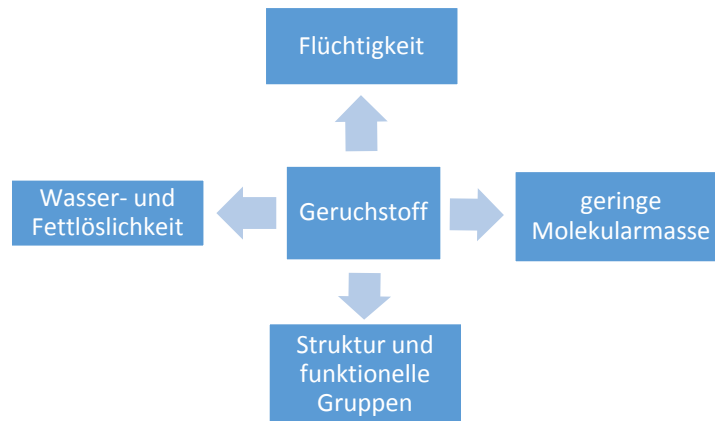 Flüchtigkeit
Wasser- und
Fettlöslichkeit
Geruchstoff
geringe
Molekularmasse
Struktur und
funktionelle
Gruppen